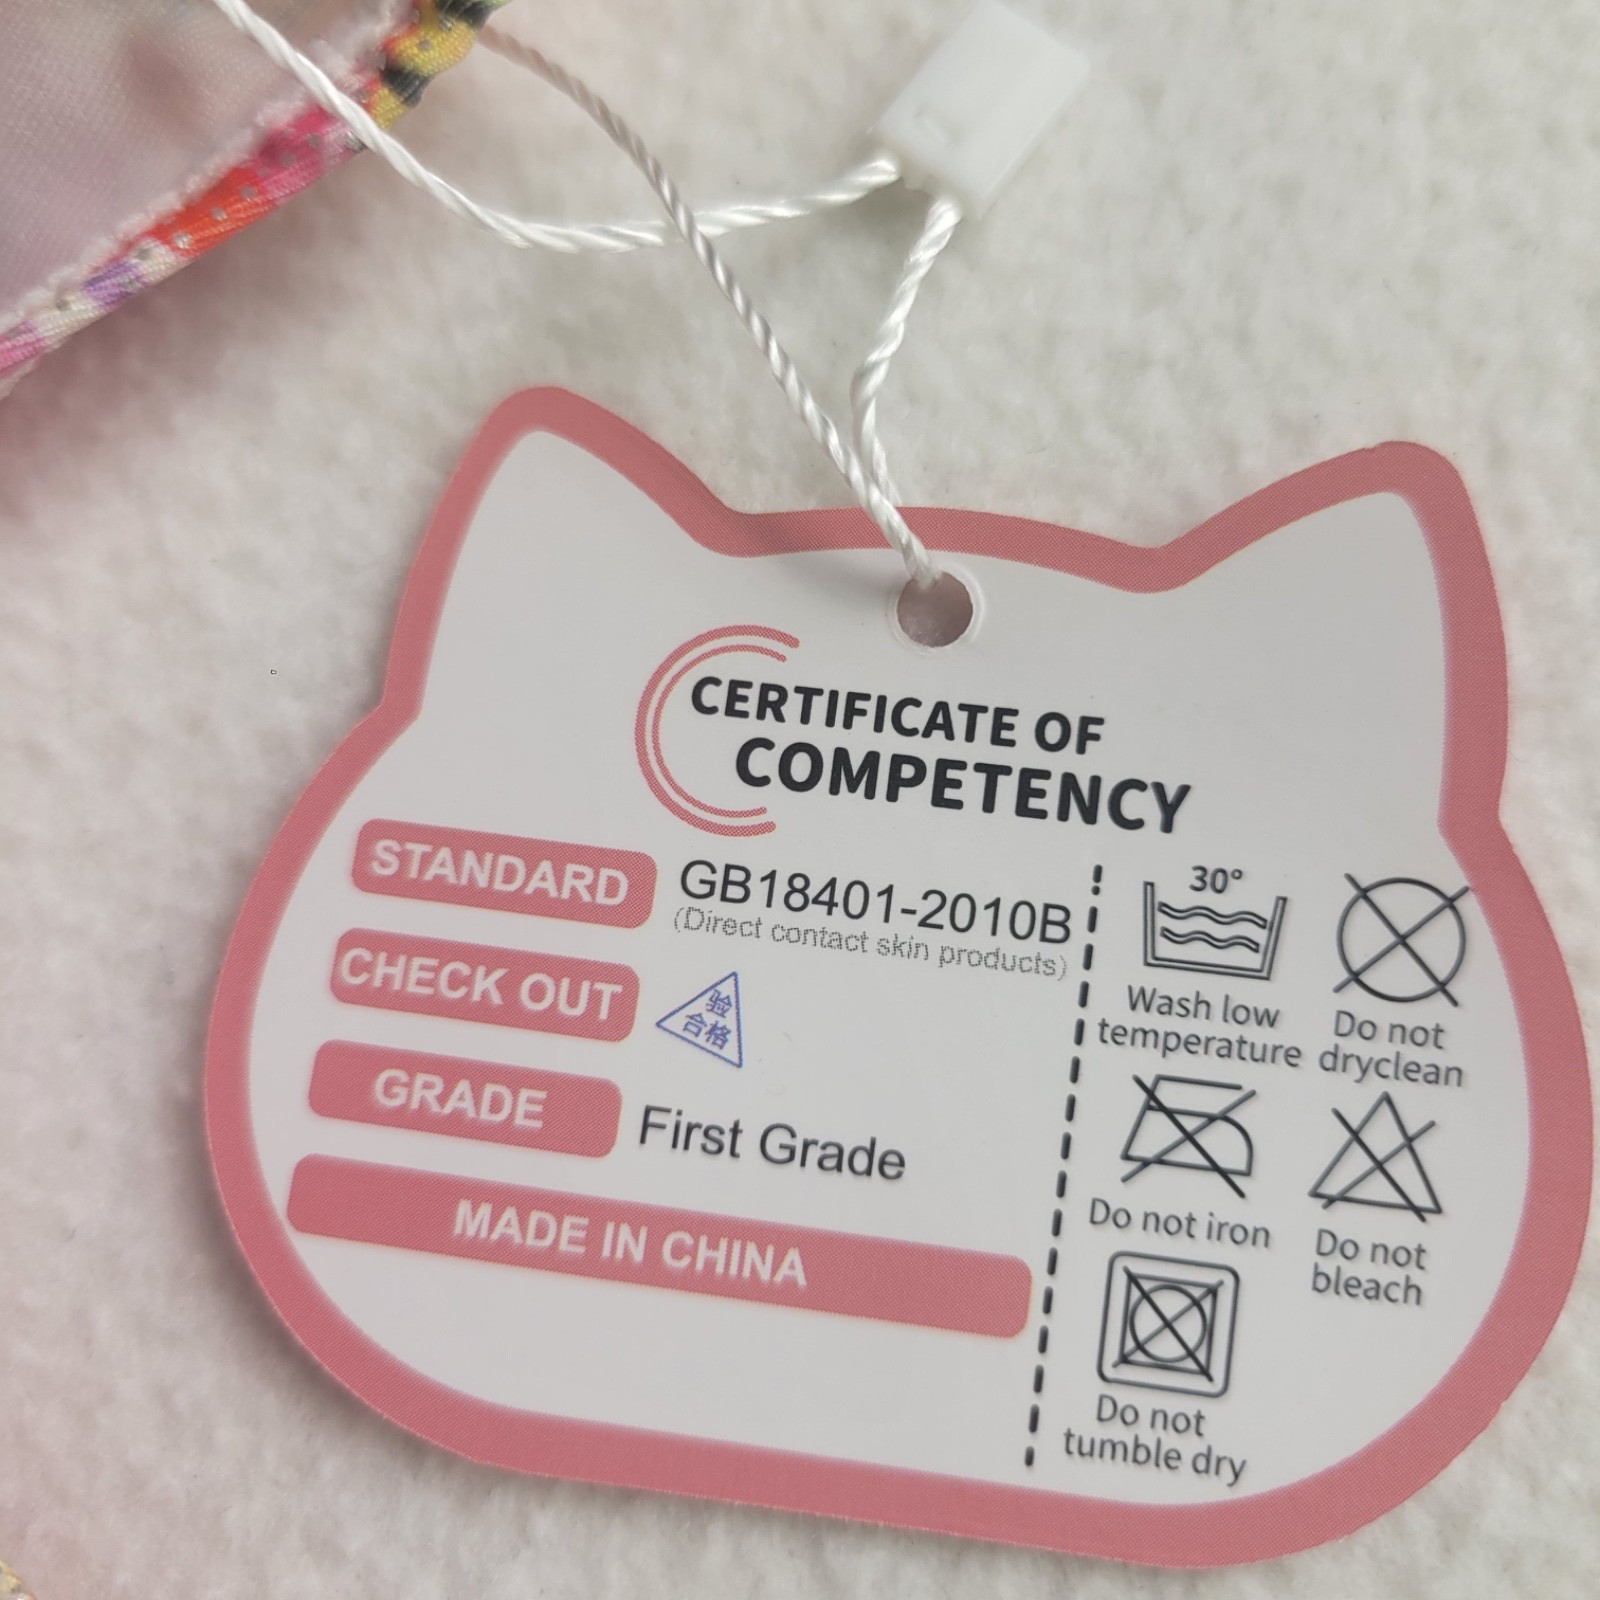 CERTIFICATE OF
COMPETENCY
STANDARD
GB18401-2010B
(Direct contact skin products)
CHECK OUT
验
合格
GRADE
First Grade
MADE IN CHINA
30°
Wash low
temperature
Do not
dryclean
Do not iron
Do not
bleach
Do not
tumble dry